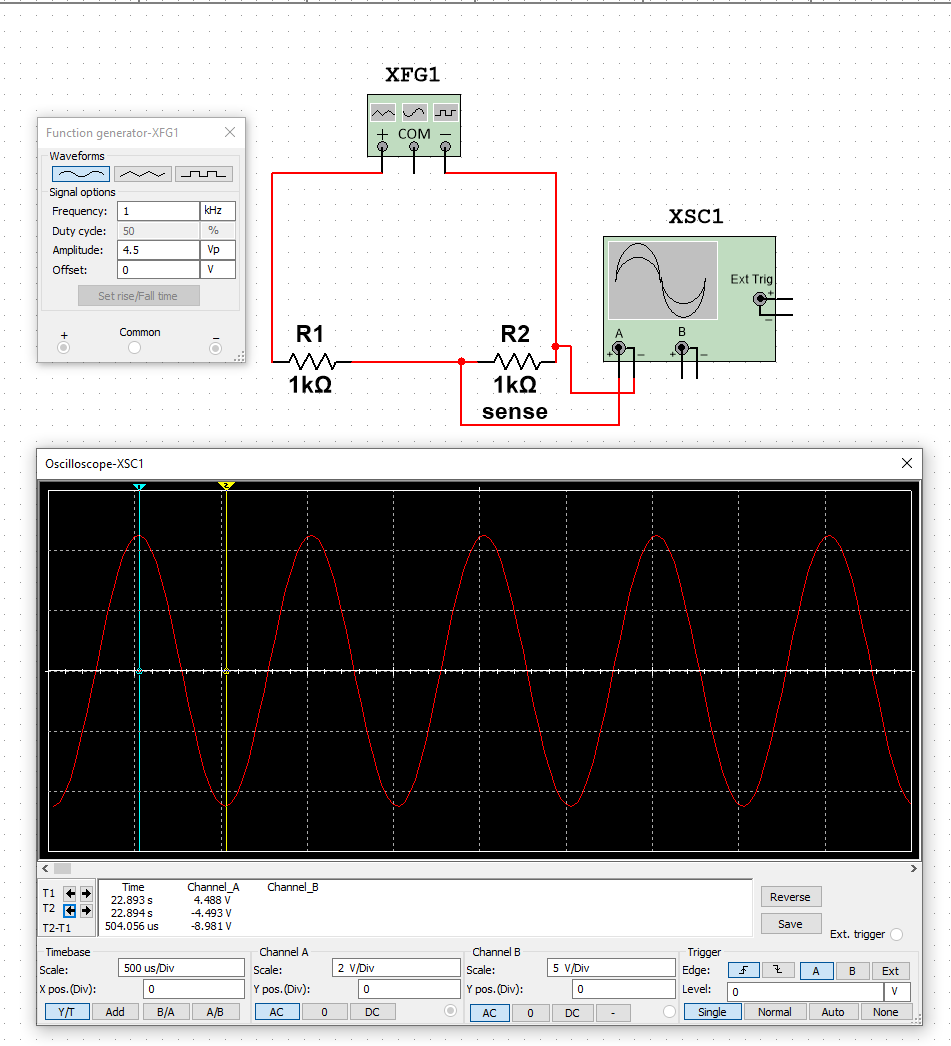 XFG1
+ COM −
Function generator-XFG1
Waveforms
Signal options
Frequency: 1 kHz
Duty cycle: 50 %
Amplitude: 4.5 Vp
Offset: 0 V
Set rise/Fall time
+ Common −
XSC1
Ext Trig
+
−
A B
+ − + −
R1 R2
1kΩ 1kΩ
sense
Oscilloscope-XSC1
1 2
Time Channel_A Channel_B
T1 22.893 s 4.488 V
T2 22.894 s -4.493 V
T2-T1 504.056 us -8.981 V
Reverse
Save
Ext. trigger
Timebase Channel A Channel B Trigger
Scale: 500 us/Div Scale: 2 V/Div Scale: 5 V/Div Edge: A B Ext
X pos.(Div): 0 Y pos.(Div): 0 Y pos.(Div): 0 Level: 0 V
Y/T Add B/A A/B AC 0 DC AC 0 DC - Single Normal Auto None